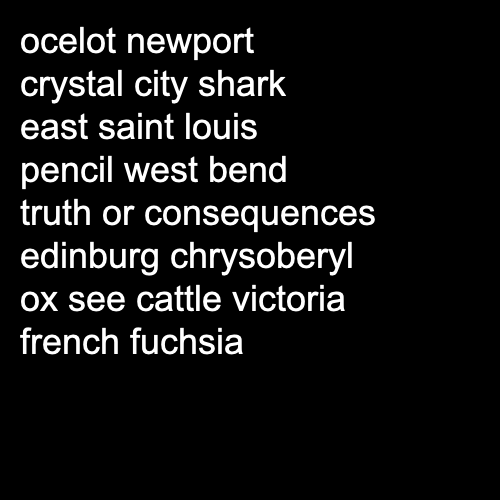 ocelot newport
crystal city shark
east saint louis
pencil west bend
truth or consequences
edinburg chrysoberyl
ox see cattle victoria
french fuchsia